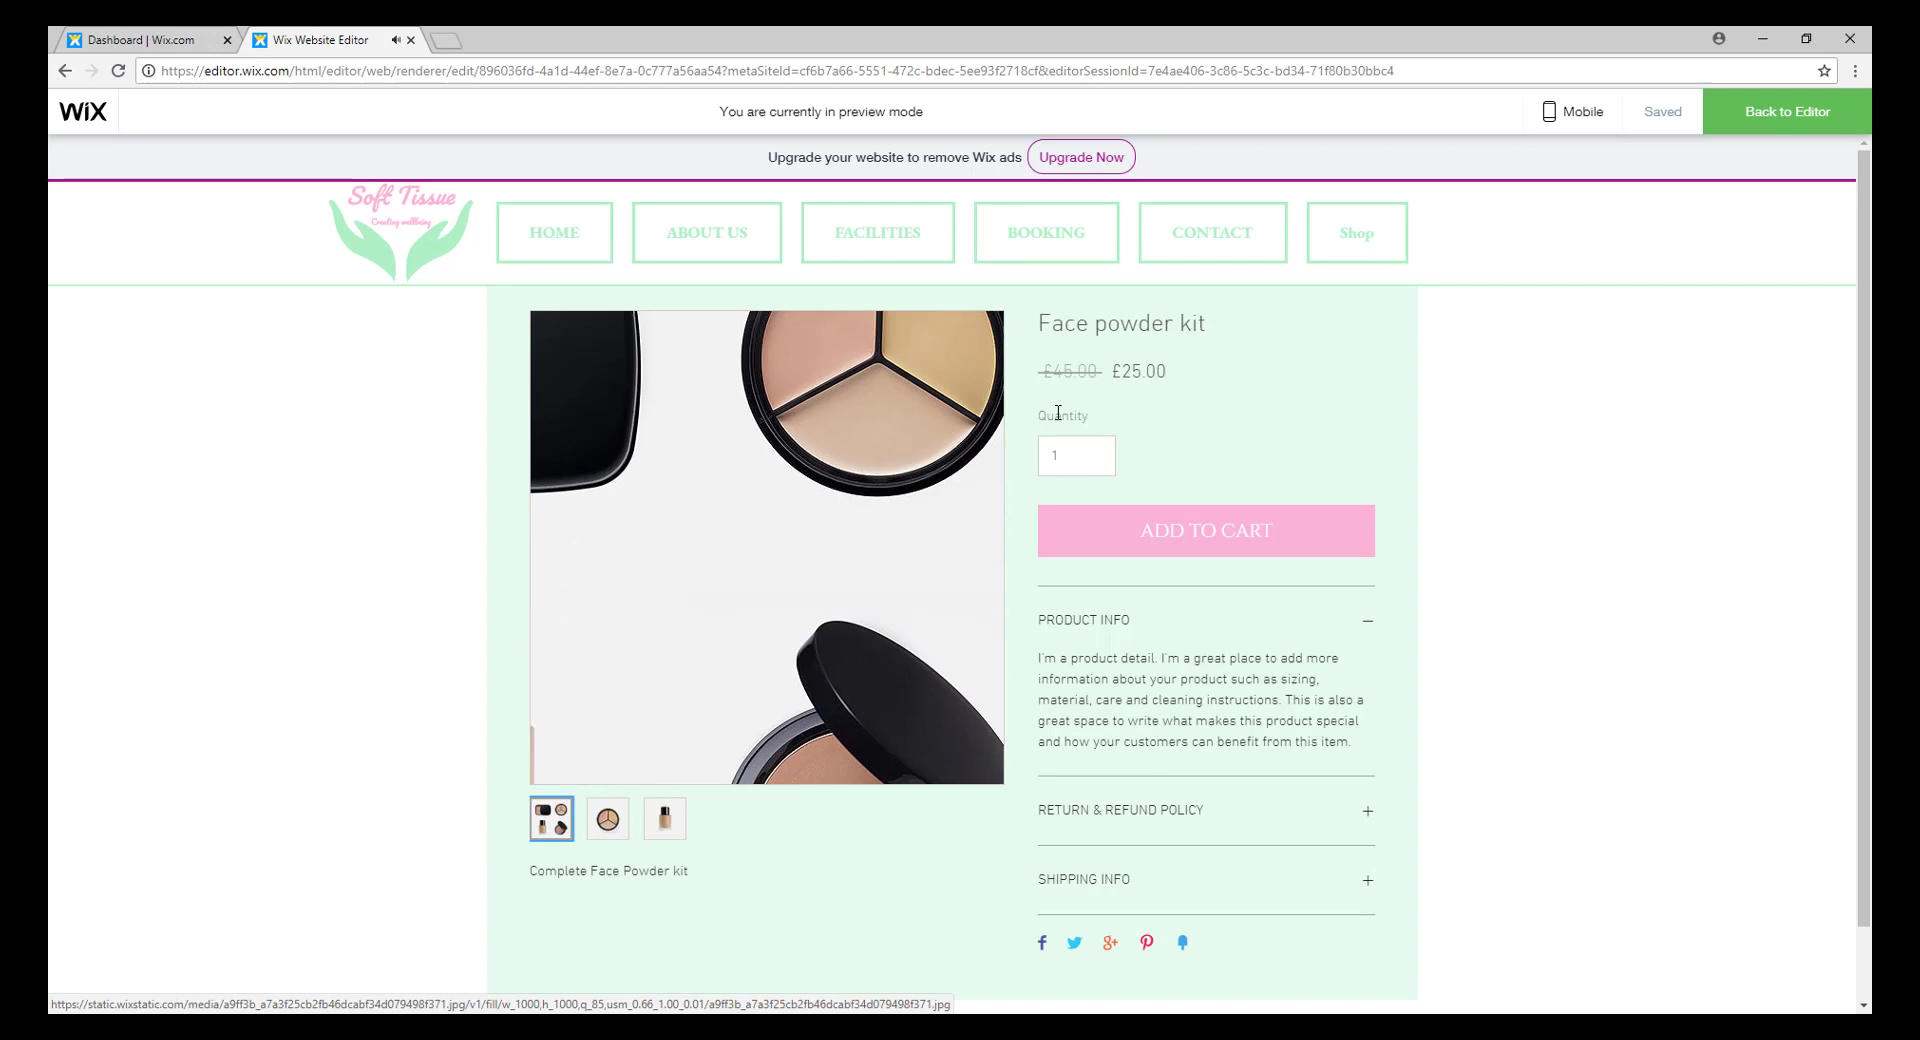 Dashboard | Wix.com
Wix Website Editor
https://editor.wix.com/html/editor/web/renderer/edit/896036fd-4a1d-44ef-8e7a-0c777a56aa54?metaSiteId=cf6b7a66-5551-472c-bdec-5ee93f2718cf&editorSessionId=7e4ae406-3c86-5c3c-bd34-71f80b30bbc4
WiX
You are currently in preview mode
Mobile
Saved
Back to Editor
Upgrade your website to remove Wix ads
Upgrade Now
Soft Tissue
Creating wellbeing
HOME
ABOUT US
FACILITIES
BOOKING
CONTACT
Shop
Face powder kit
£45.00 £25.00
Quantity
1
ADD TO CART
PRODUCT INFO
I'm a product detail. I'm a great place to add more
information about your product such as sizing,
material, care and cleaning instructions. This is also a
great space to write what makes this product special
and how your customers can benefit from this item.
RETURN & REFUND POLICY
SHIPPING INFO
Complete Face Powder kit
https://static.wixstatic.com/media/a9ff3b_a7a3f25cb2fb46dcabf34d079498f371.jpg/v1/fill/w_1000,h_1000,q_85,usm_0.66_1.00_0.01/a9ff3b_a7a3f25cb2fb46dcabf34d079498f371.jpg